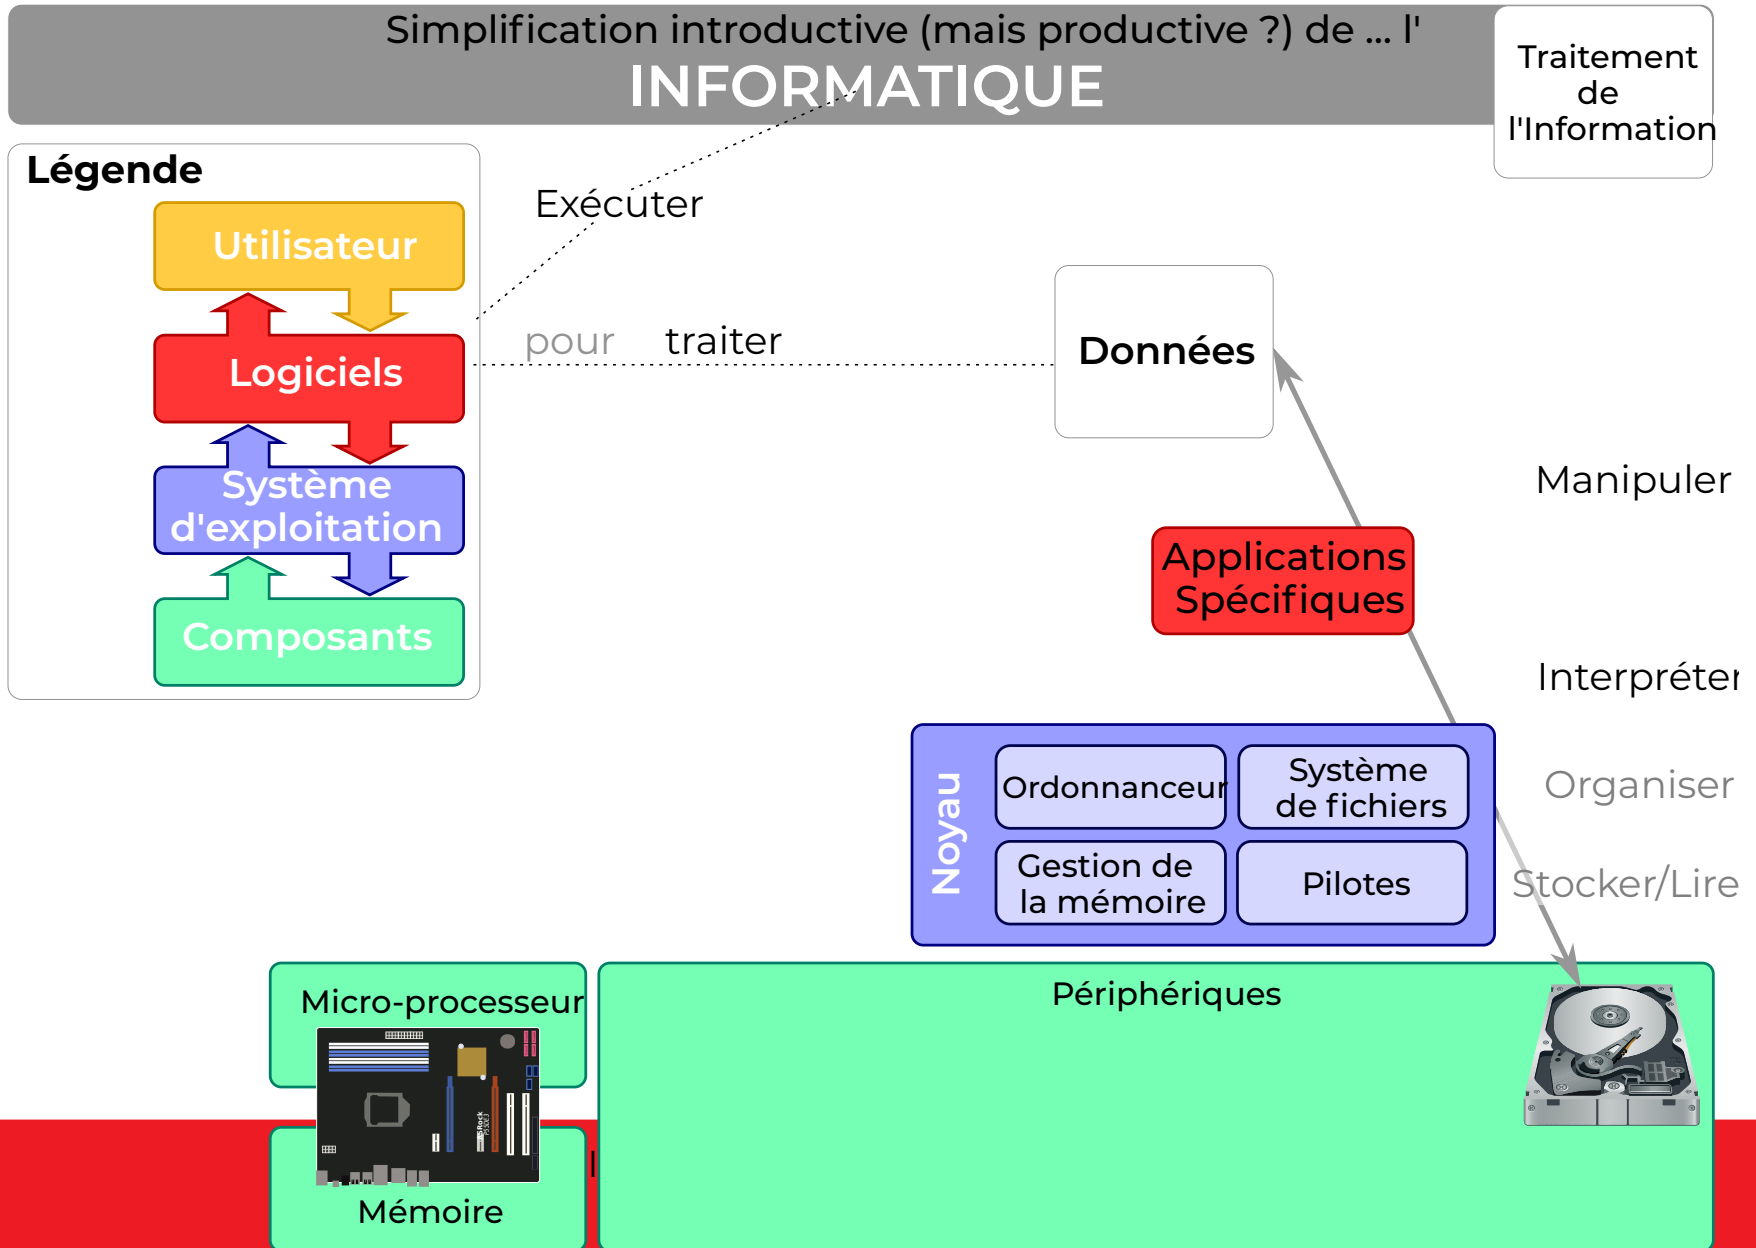 Simplification introductive (mais productive ?) de ... l'
INFORMATIQUE
Traitement
de
l'Information
Légende
Utilisateur
Logiciels
Système
d'exploitation
Composants
Exécuter
pour traiter
Données
Manipuler
Applications
Spécifiques
Interpréter
Organiser
Stocker/Lire
Noyau
Ordonnanceur
Système
de fichiers
Gestion de
la mémoire
Pilotes
Micro-processeur
Périphériques
ASRock
Mémoire